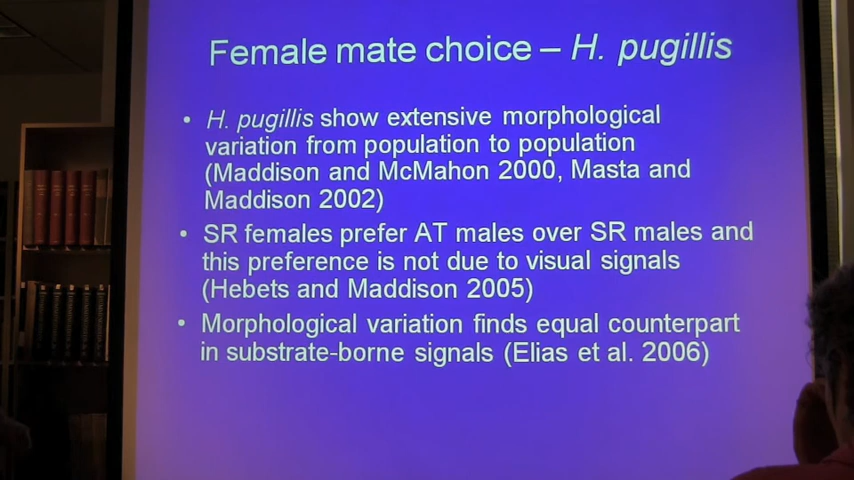 Female mate choice – H. pugillis
• H. pugillis show extensive morphological
variation from population to population
(Maddison and McMahon 2000, Masta and
Maddison 2002)
• SR females prefer AT males over SR males and
this preference is not due to visual signals
(Hebets and Maddison 2005)
• Morphological variation finds equal counterpart
in substrate-borne signals (Elias et al. 2006)